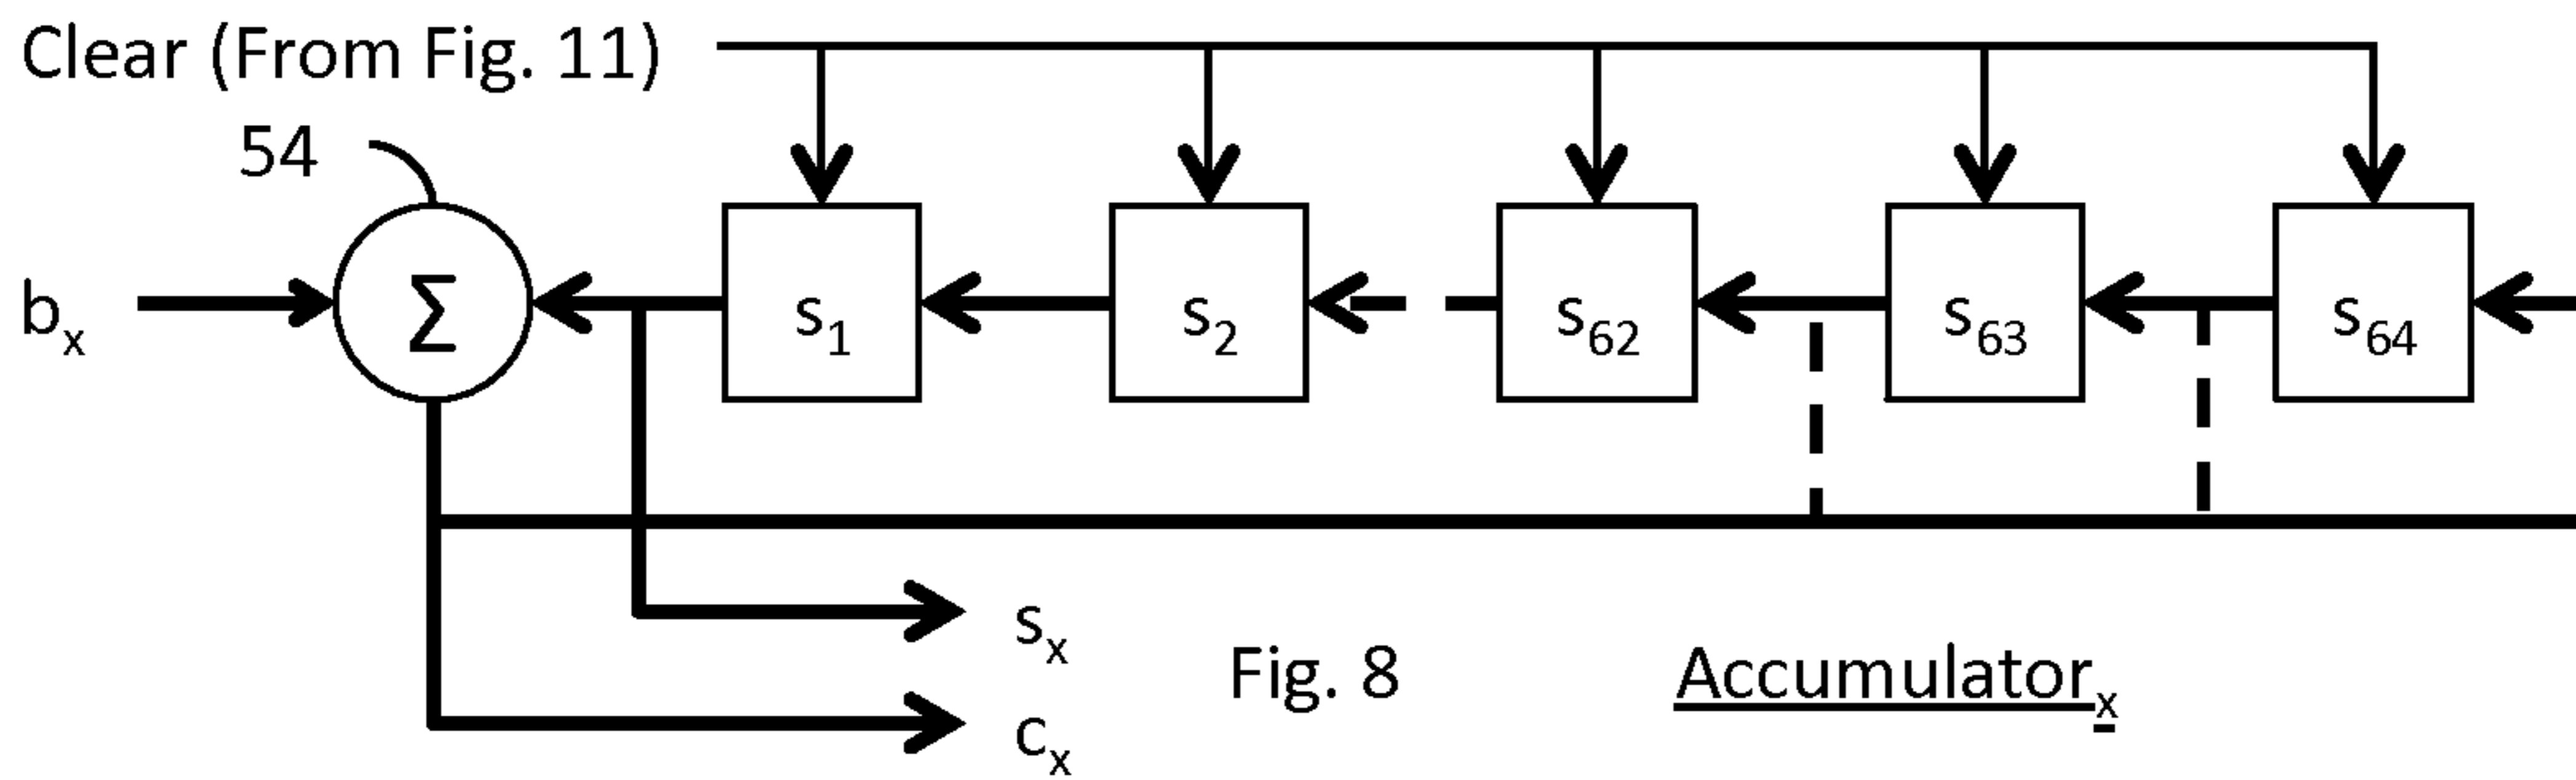 Clear (From Fig. 11)
54
bₓ Σ s₁ s₂ s₆₂ s₆₃ s₆₄
sₓ
Fig. 8 Accumulatorₓ
cₓ